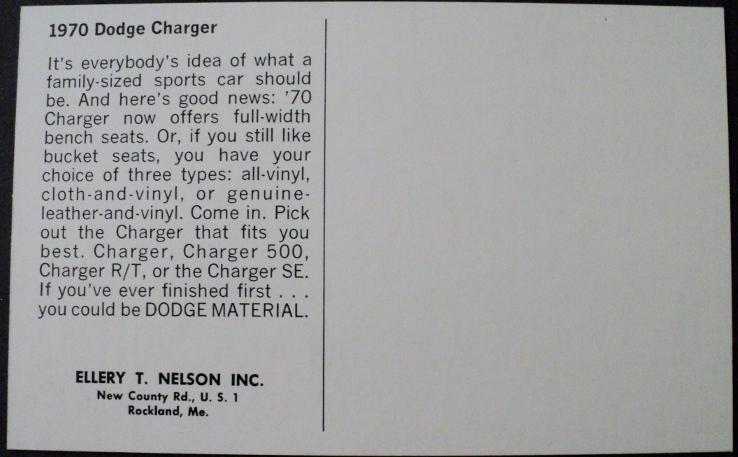 1970 Dodge Charger
It's everybody's idea of what a
family-sized sports car should
be. And here's good news: '70
Charger now offers full-width
bench seats. Or, if you still like
bucket seats, you have your
choice of three types: all-vinyl,
cloth-and-vinyl, or genuine-
leather-and-vinyl. Come in. Pick
out the Charger that fits you
best. Charger, Charger 500,
Charger R/T, or the Charger SE.
If you've ever finished first . . .
you could be DODGE MATERIAL.
ELLERY T. NELSON INC.
New County Rd., U. S. 1
Rockland, Me.